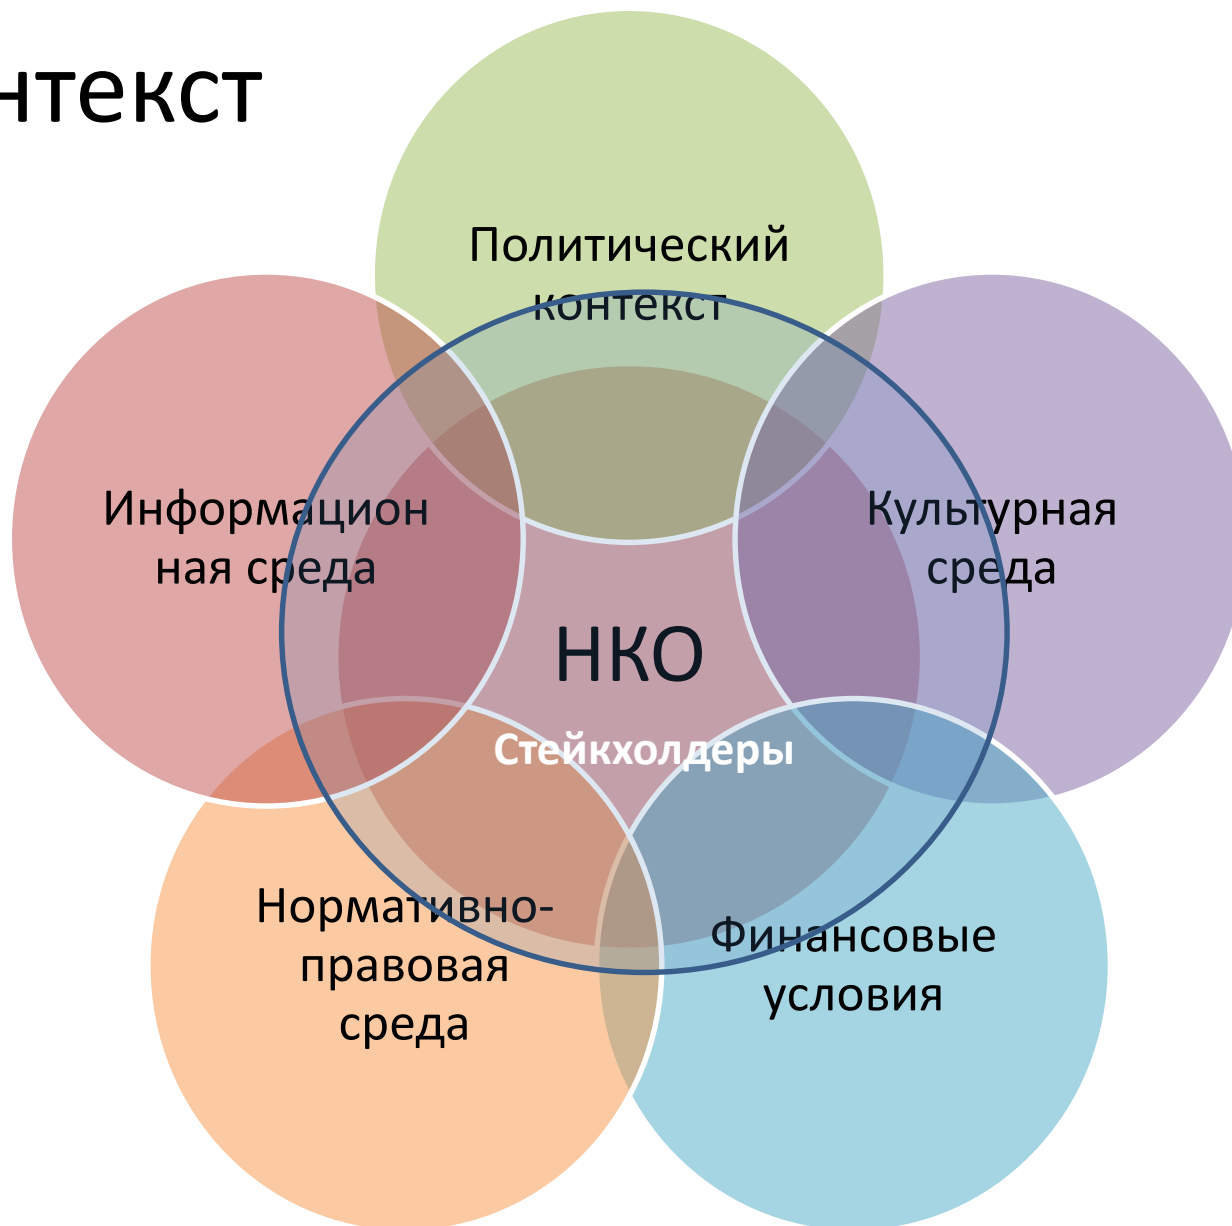 нтекст
Политический
контекст
Информацион
ная среда
Культурная
среда
НКО
Стейкхолдеры
Нормативно-
правовая
среда
Финансовые
условия